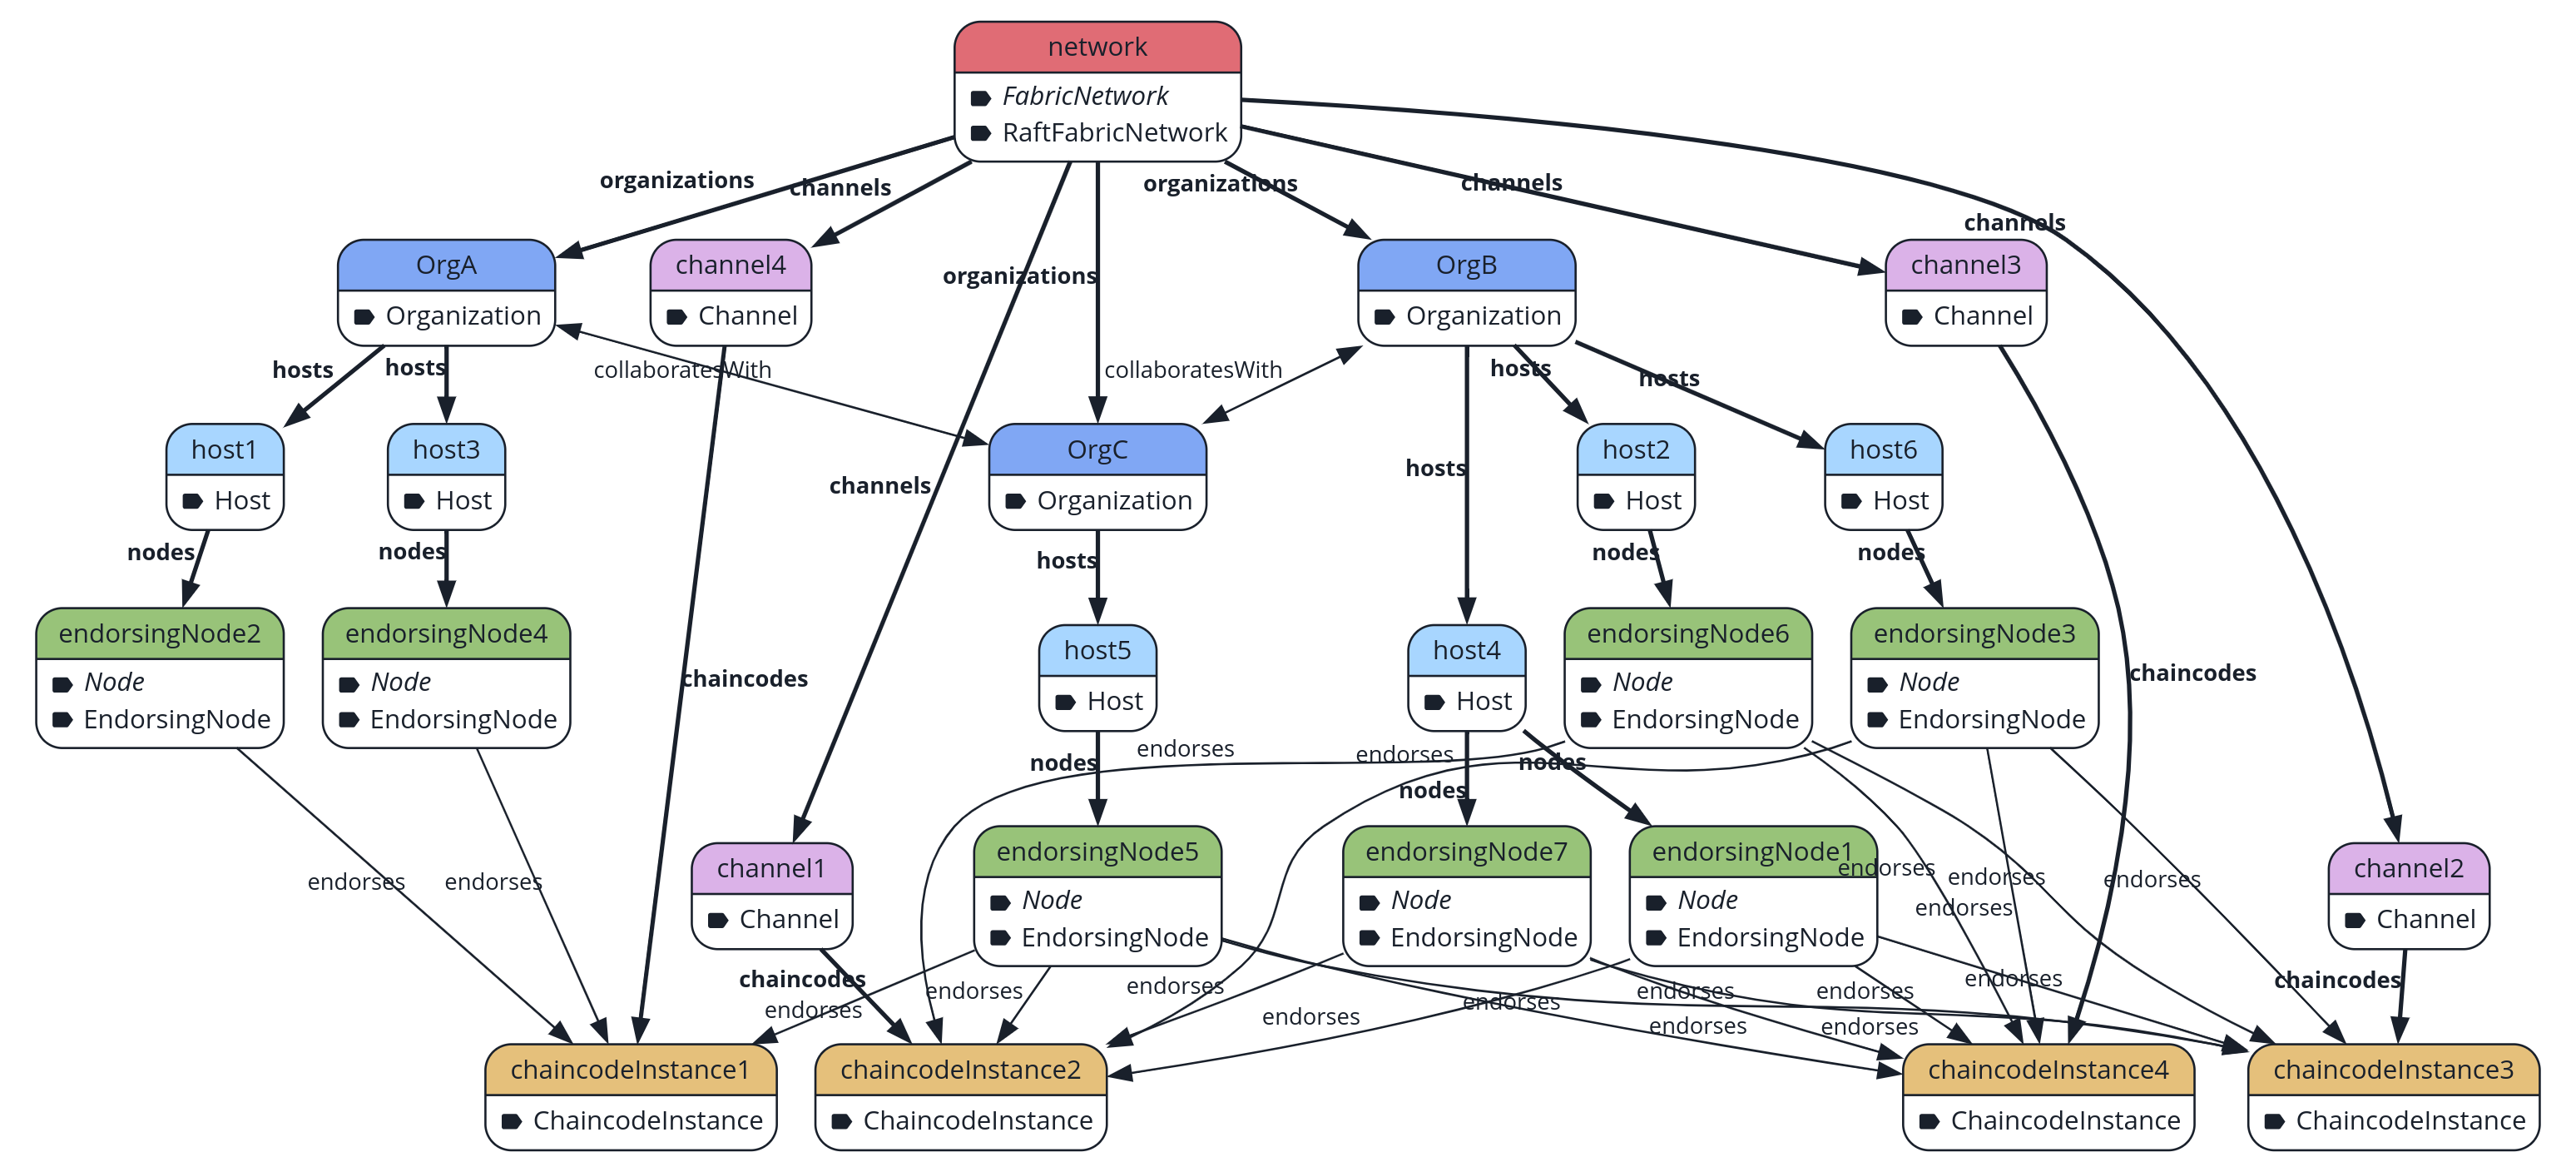 network
FabricNetwork
RaftFabricNetwork
organizations
channels
organizations
channels
channels
OrgA
Organization
channel4
Channel
organizations
OrgB
Organization
channel3
Channel
hosts
hosts
collaboratesWith
collaboratesWith
hosts
hosts
host1
Host
host3
Host
channels
OrgC
Organization
hosts
host2
Host
host6
Host
nodes
nodes
hosts
nodes
nodes
endorsingNode2
Node
EndorsingNode
endorsingNode4
Node
EndorsingNode
chaincodes
host5
Host
host4
Host
endorsingNode6
Node
EndorsingNode
endorsingNode3
Node
EndorsingNode
chaincodes
nodes
endorses
endorses
nodes
nodes
endorses
endorses
channel1
Channel
endorsingNode5
Node
EndorsingNode
endorsingNode7
Node
EndorsingNode
endorsingNode1
Node
EndorsingNode
endorses
endorses
endorses
endorses
channel2
Channel
chaincodes
endorses
endorses
endorses
endorses
endorses
endorses
endorses
endorses
endorses
endorses
chaincodes
chaincodeInstance1
ChaincodeInstance
chaincodeInstance2
ChaincodeInstance
chaincodeInstance4
ChaincodeInstance
chaincodeInstance3
ChaincodeInstance